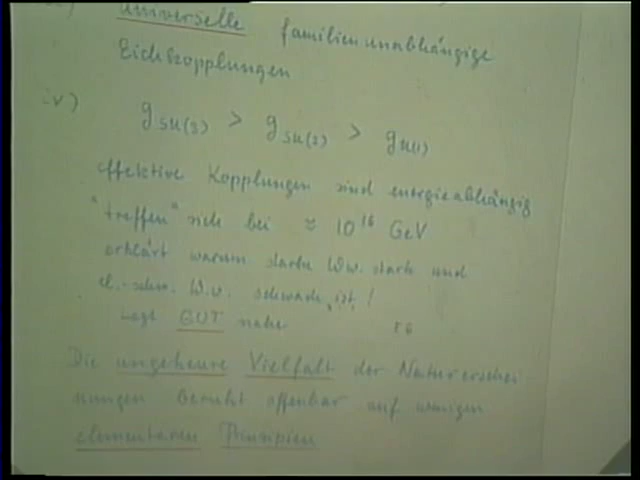 universelle familienunabhängige
Eichkopplungen
iv)
g SU(3) > g SU(2) > g U(1)
effektive Kopplungen sind energieabhängig
"treffen" sich bei ≈ 10^16 GeV
erklärt warum starke W.w. stark und
el.-schw. W.w. schwach ist!
legt GUT nahe
Die ungeheure Vielfalt der Naturerschei
nungen beruht offenbar auf wenigen
elementaren Prinzipien